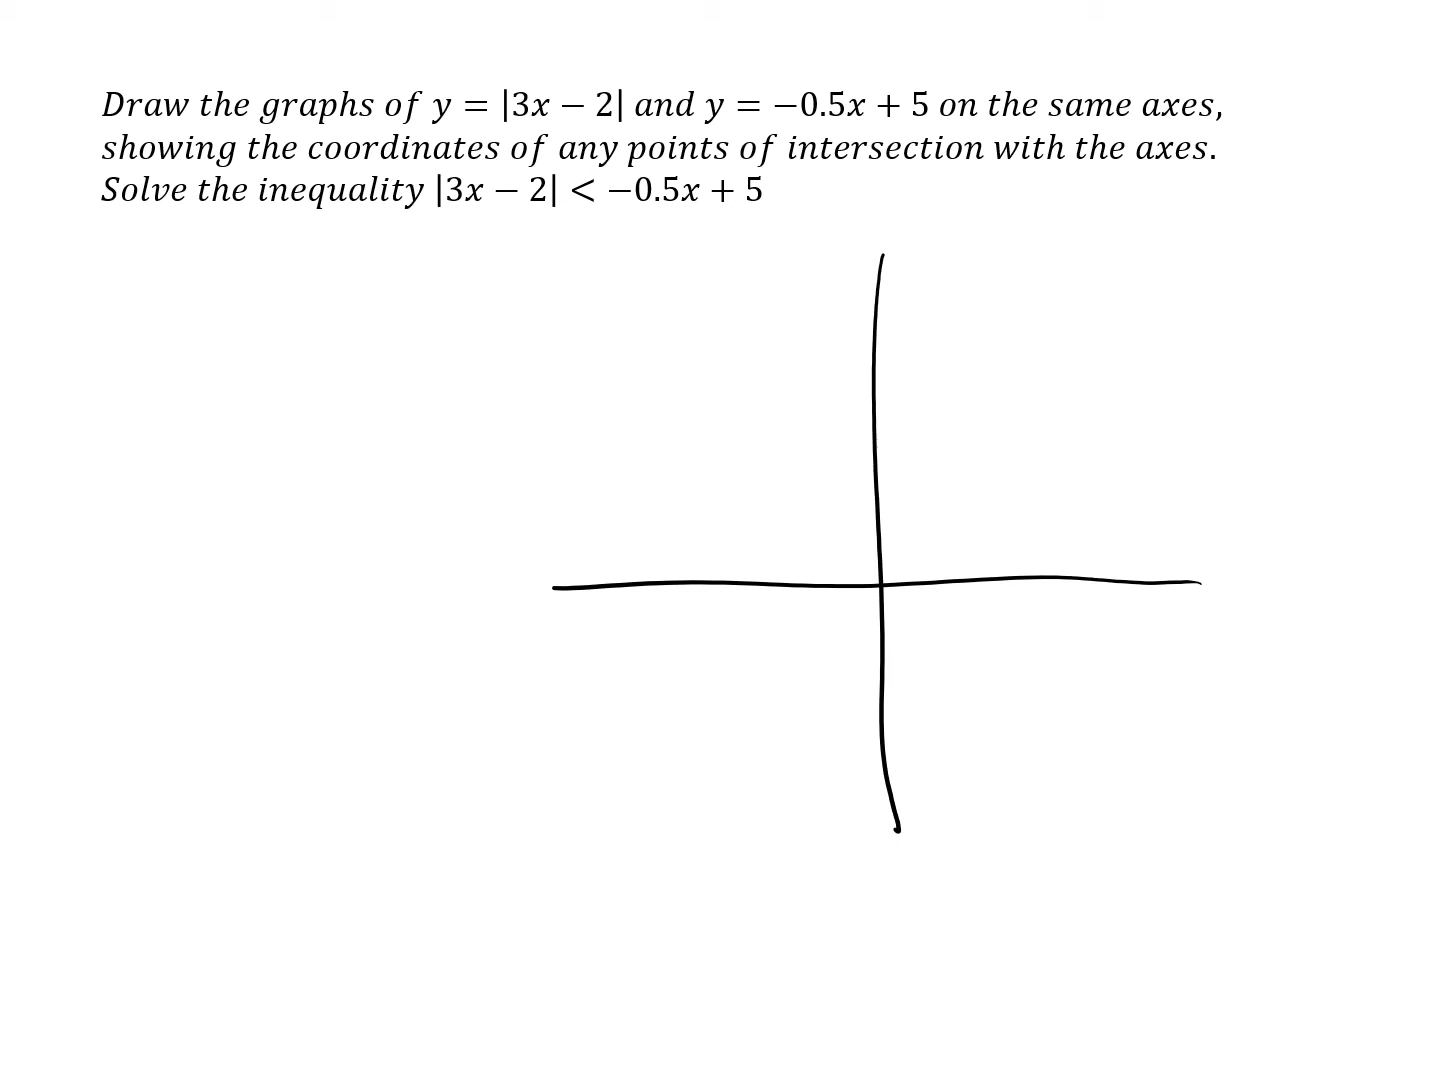 Draw the graphs of y = |3x − 2| and y = −0.5x + 5 on the same axes,
showing the coordinates of any points of intersection with the axes.
Solve the inequality |3x − 2| < −0.5x + 5